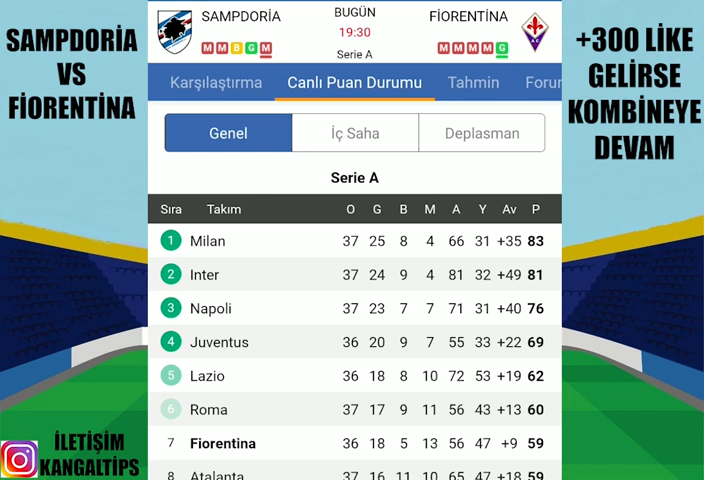 SAMPDORİA
VS
FİORENTİNA
SAMPDORİA
BUGÜN
FİORENTİNA
19:30
M M B G M
Serie A
M M M M G
+300 LİKE
GELİRSE
KOMBİNEYE
DEVAM
Karşılaştırma Canlı Puan Durumu Tahmin Forur
Genel İç Saha Deplasman
Serie A
Sıra Takım O G B M A Y Av P
1 Milan 37 25 8 4 66 31 +35 83
2 Inter 37 24 9 4 81 32 +49 81
3 Napoli 37 23 7 7 71 31 +40 76
4 Juventus 36 20 9 7 55 33 +22 69
5 Lazio 36 18 8 10 72 53 +19 62
6 Roma 37 17 9 11 56 43 +13 60
7 Fiorentina 36 18 5 13 56 47 +9 59
8 Atalanta 37 16 11 10 65 47 +18 59
İLETİŞİM
KANGALTİPS